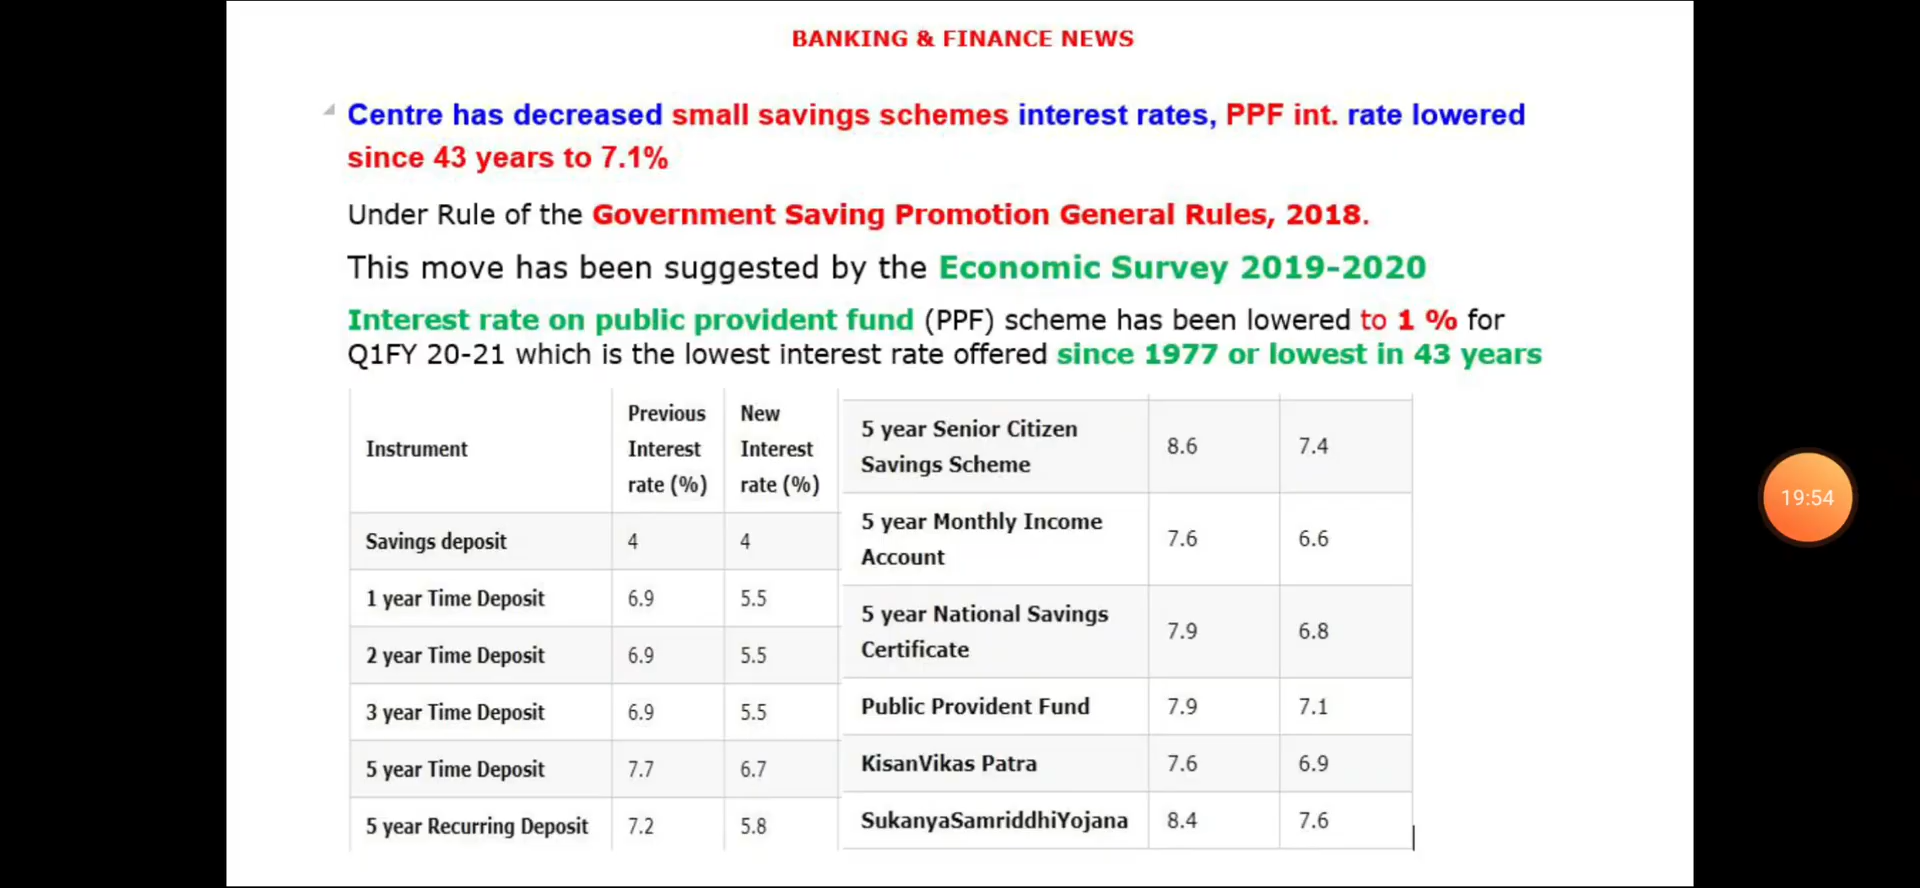 BANKING & FINANCE NEWS
Centre has decreased small savings schemes interest rates, PPF int. rate lowered
since 43 years to 7.1%
Under Rule of the Government Saving Promotion General Rules, 2018.
This move has been suggested by the Economic Survey 2019-2020
Interest rate on public provident fund (PPF) scheme has been lowered to 1 % for
Q1FY 20-21 which is the lowest interest rate offered since 1977 or lowest in 43 years
Instrument
Previous
Interest
rate (%)
New
Interest
rate (%)
Savings deposit 4 4
1 year Time Deposit 6.9 5.5
2 year Time Deposit 6.9 5.5
3 year Time Deposit 6.9 5.5
5 year Time Deposit 7.7 6.7
5 year Recurring Deposit 7.2 5.8
5 year Senior Citizen
Savings Scheme
8.6 7.4
5 year Monthly Income
Account
7.6 6.6
5 year National Savings
Certificate
7.9 6.8
Public Provident Fund 7.9 7.1
KisanVikas Patra 7.6 6.9
SukanyaSamriddhiYojana 8.4 7.6
19:54